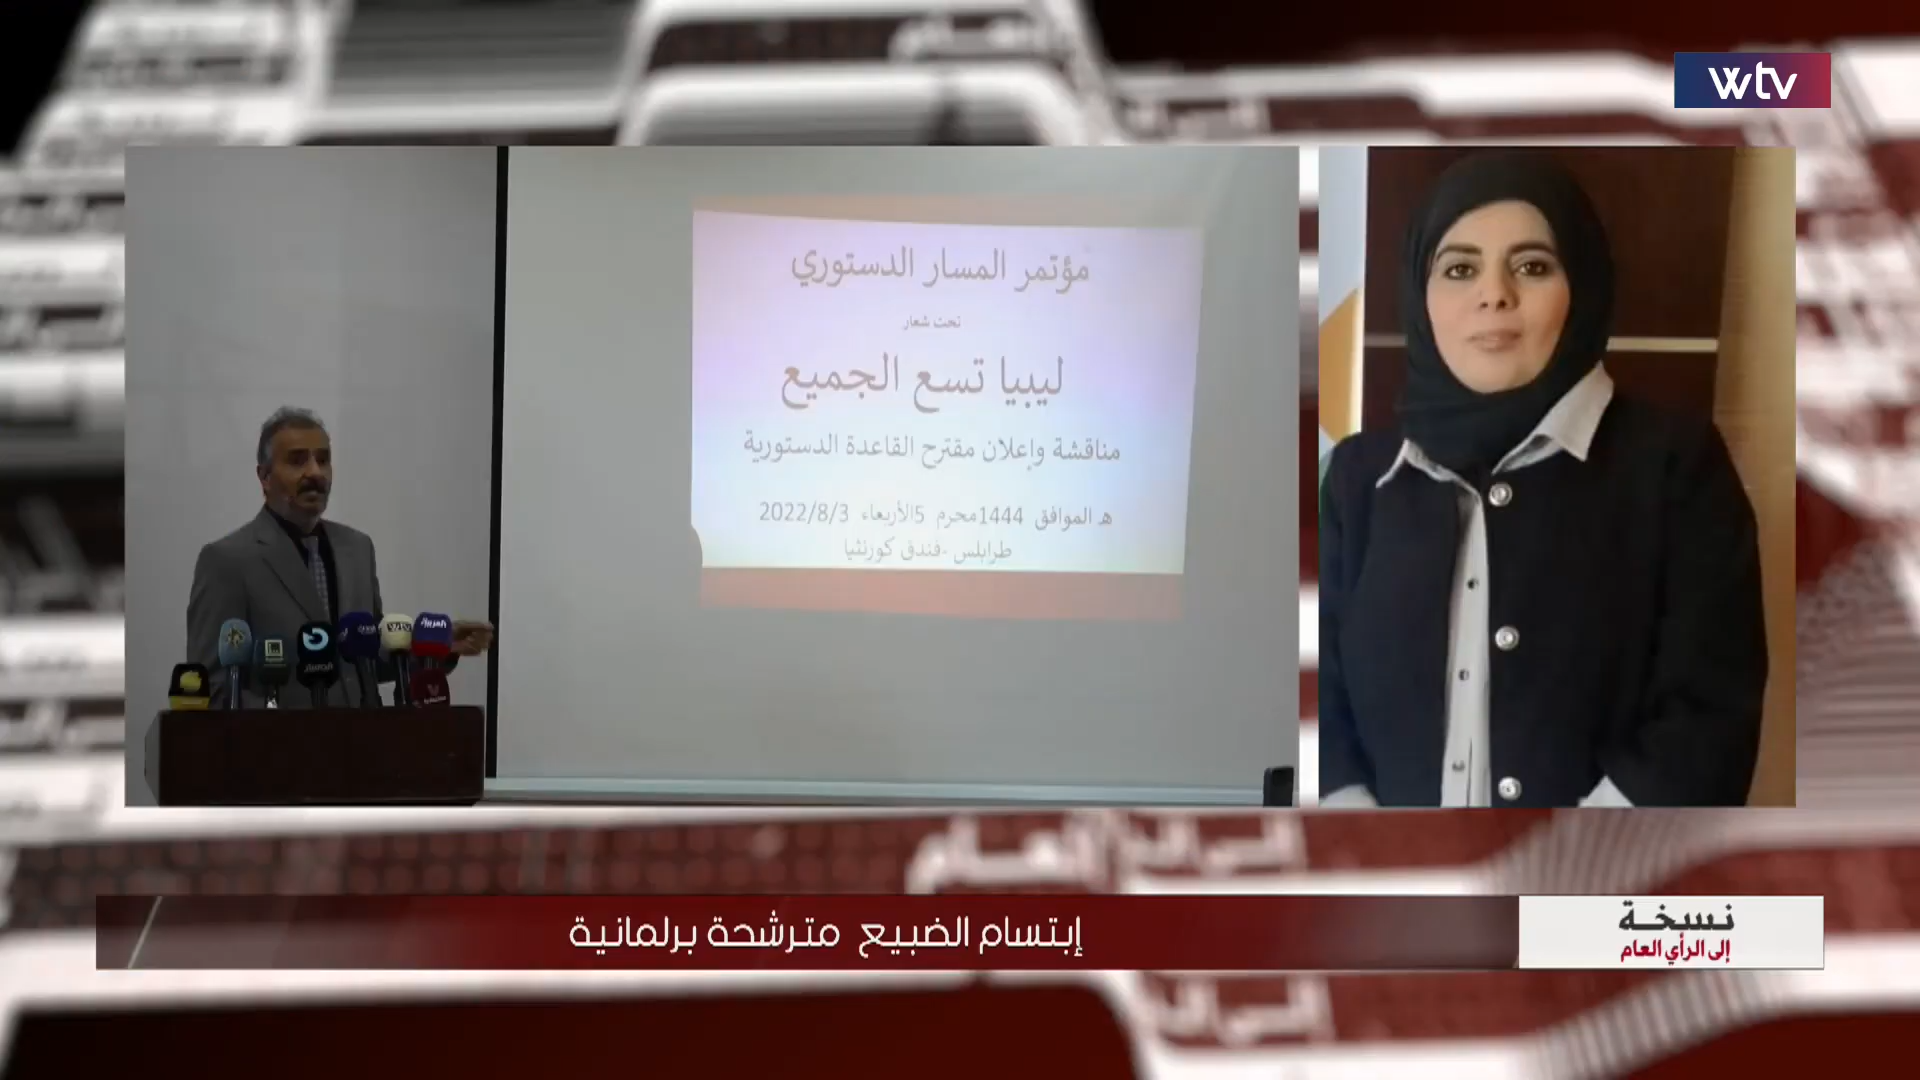 wtv
مؤتمر المسار الدستوري
تحت شعار
ليبيا تسع الجميع
مناقشة وإعلان مقترح القاعدة الدستورية
هـ الموافق 1444محرم 5الأربعاء 2022/8/3
طرابلس -فندق كورنثيا
wtv
إبتسام الضبيع مترشحة برلمانية
نسخة
إلى الرأي العام